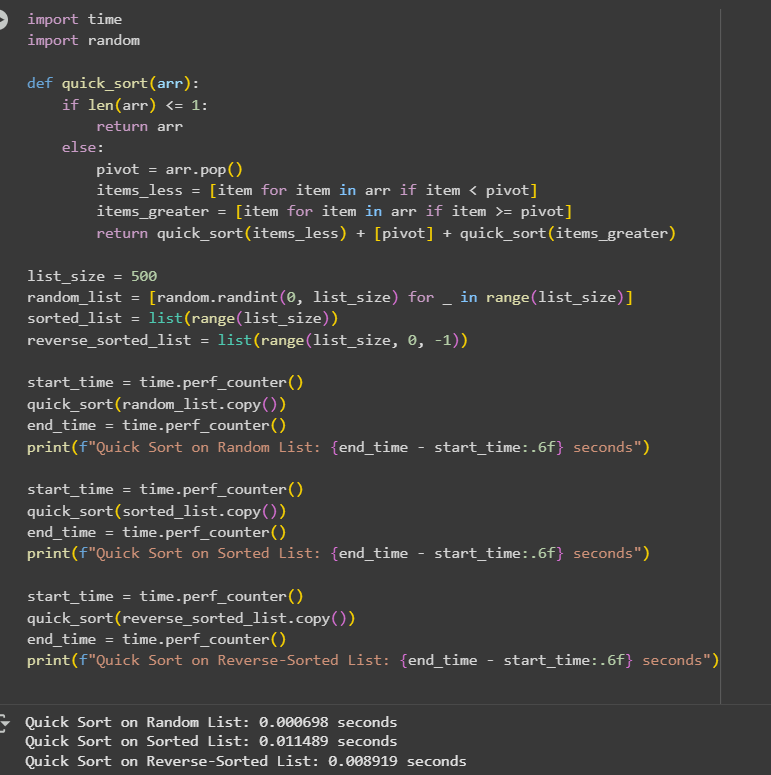 import time
import random
def quick_sort(arr):
    if len(arr) <= 1:
        return arr
    else:
        pivot = arr.pop()
        items_less = [item for item in arr if item < pivot]
        items_greater = [item for item in arr if item >= pivot]
        return quick_sort(items_less) + [pivot] + quick_sort(items_greater)
list_size = 500
random_list = [random.randint(0, list_size) for _ in range(list_size)]
sorted_list = list(range(list_size))
reverse_sorted_list = list(range(list_size, 0, -1))
start_time = time.perf_counter()
quick_sort(random_list.copy())
end_time = time.perf_counter()
print(f"Quick Sort on Random List: {end_time - start_time:.6f} seconds")
start_time = time.perf_counter()
quick_sort(sorted_list.copy())
end_time = time.perf_counter()
print(f"Quick Sort on Sorted List: {end_time - start_time:.6f} seconds")
start_time = time.perf_counter()
quick_sort(reverse_sorted_list.copy())
end_time = time.perf_counter()
print(f"Quick Sort on Reverse-Sorted List: {end_time - start_time:.6f} seconds")
Quick Sort on Random List: 0.000698 seconds
Quick Sort on Sorted List: 0.011489 seconds
Quick Sort on Reverse-Sorted List: 0.008919 seconds